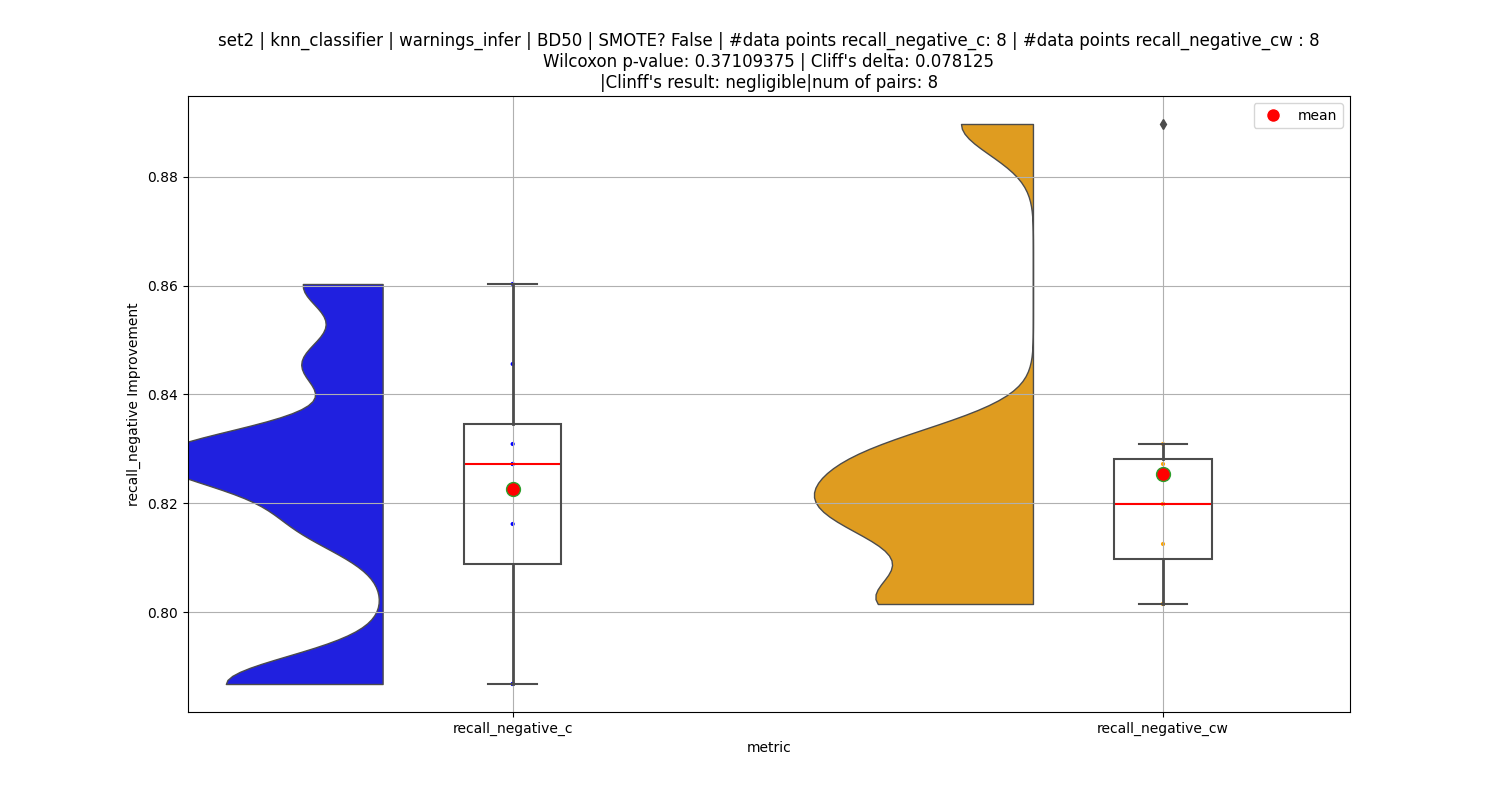 set2 | knn_classifier | warnings_infer | BD50 | SMOTE? False | #data points recall_negative_c: 8 | #data points recall_negative_cw : 8
Wilcoxon p-value: 0.37109375 | Cliff's delta: 0.078125
|Clinff's result: negligible|num of pairs: 8
mean
0.88
0.86
0.84
0.82
0.80
recall_negative Improvement
recall_negative_c
recall_negative_cw
metric